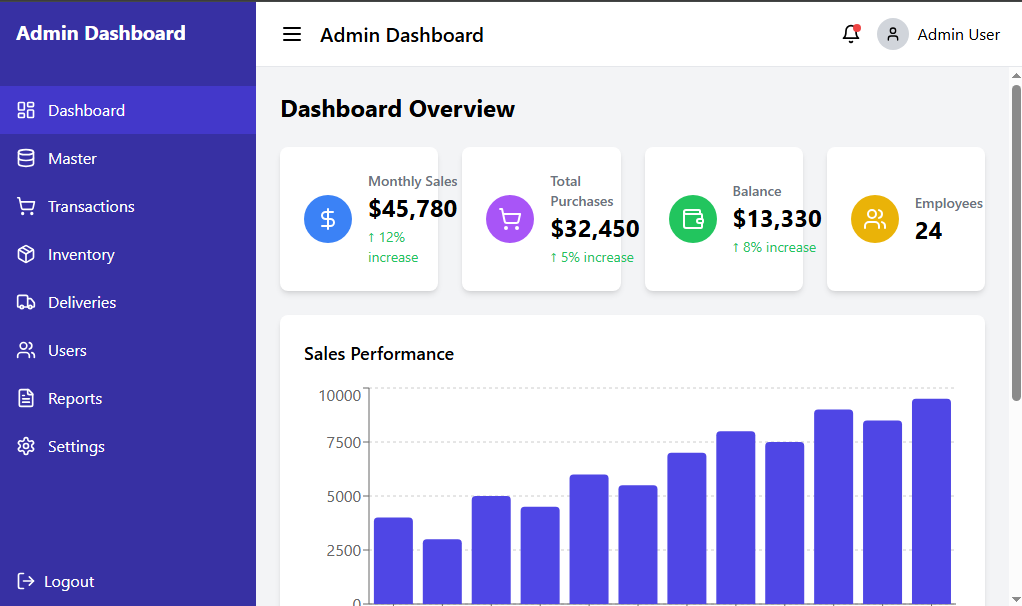 Admin Dashboard
Admin Dashboard
Admin User
Dashboard
Master
Transactions
Inventory
Deliveries
Users
Reports
Settings
Logout
Dashboard Overview
Monthly Sales
$45,780
↑ 12%
increase
Total
Purchases
$32,450
↑ 5% increase
Balance
$13,330
↑ 8% increase
Employees
24
Sales Performance
10000
7500
5000
2500
0